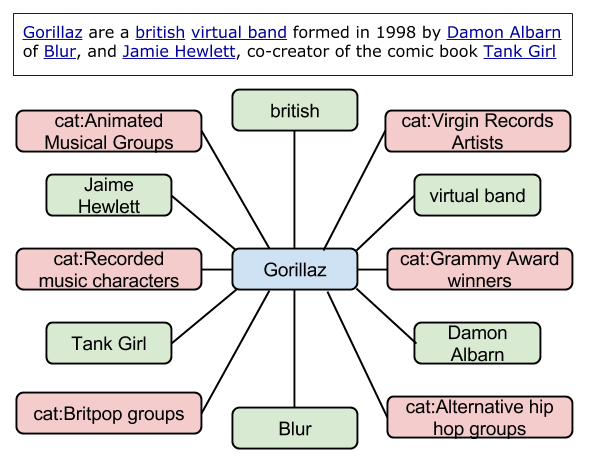 Gorillaz are a british virtual band formed in 1998 by Damon Albarn
of Blur, and Jamie Hewlett, co-creator of the comic book Tank Girl
british
cat:Animated
Musical Groups
cat:Virgin Records
Artists
Jaime
Hewlett
virtual band
cat:Recorded
music characters
Gorillaz
cat:Grammy Award
winners
Tank Girl
Damon
Albarn
cat:Britpop groups
Blur
cat:Alternative hip
hop groups